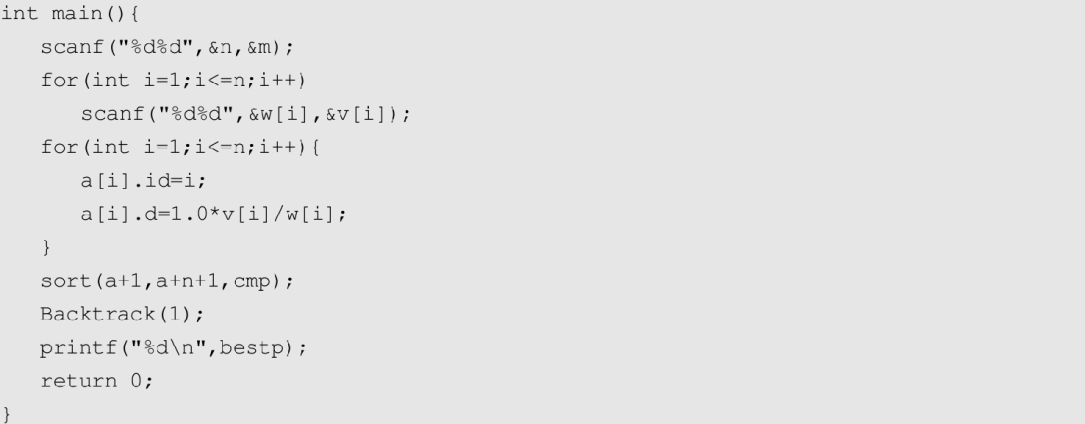 int main(){
scanf("%d%d",&n,&m);
for(int i=1;i<=n;i++)
scanf("%d%d",&w[i],&v[i]);
for(int i=1;i<=n;i++){
a[i].id=i;
a[i].d=1.0*v[i]/w[i];
}
sort(a+1,a+n+1,cmp);
Backtrack(1);
printf("%d\n",bestp);
return 0;
}